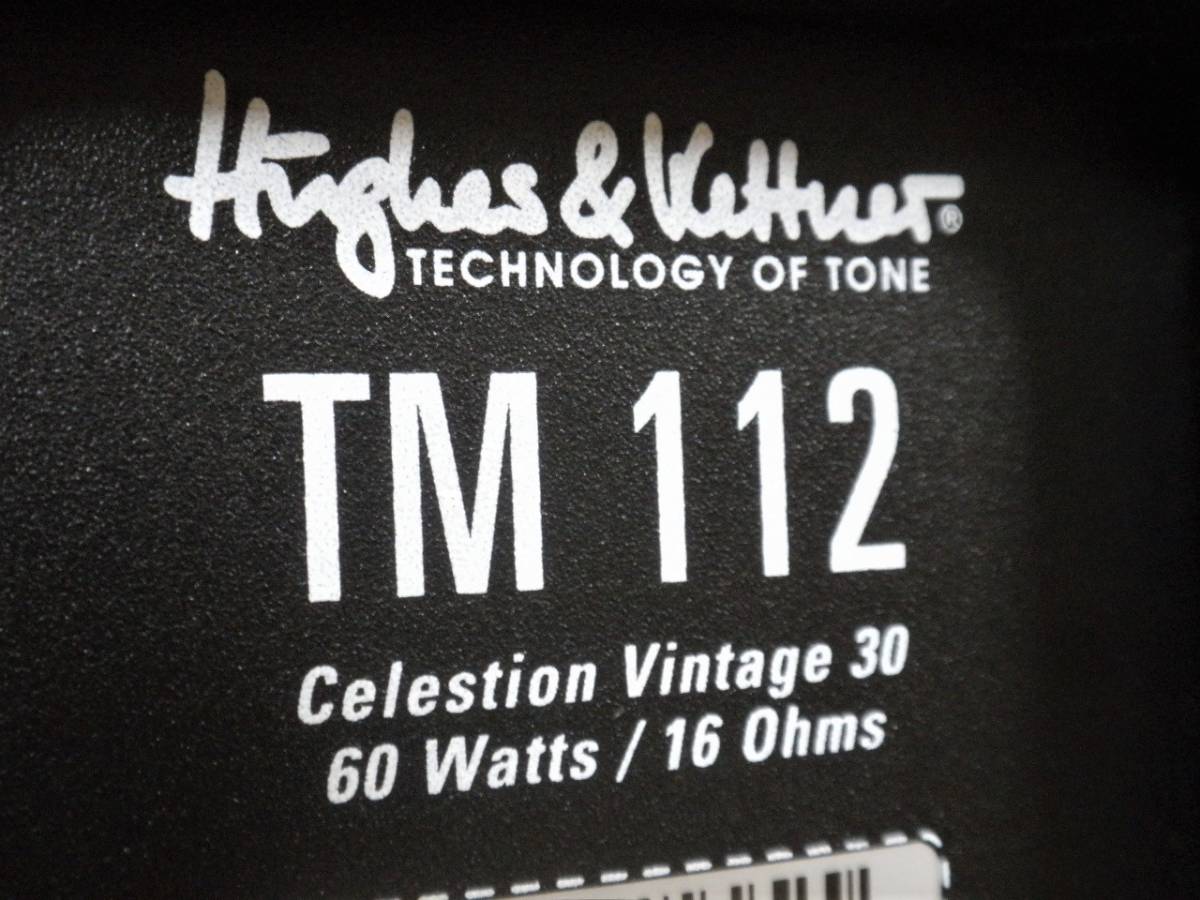 Hughes & Kettner®
TECHNOLOGY OF TONE
TM 112
Celestion Vintage 30
60 Watts / 16 Ohms